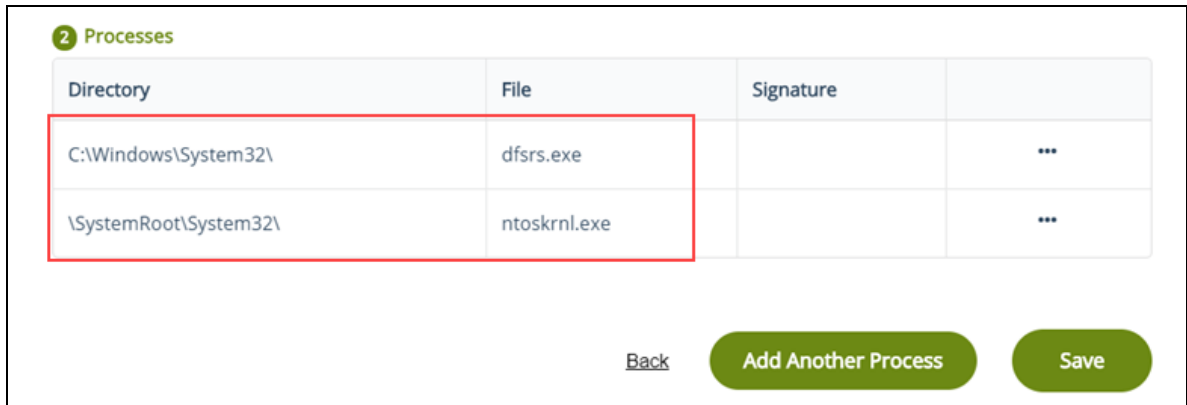 2 Processes
Directory File Signature
C:\Windows\System32\ dfsrs.exe •••
\SystemRoot\System32\ ntoskrnl.exe •••
Back Add Another Process Save